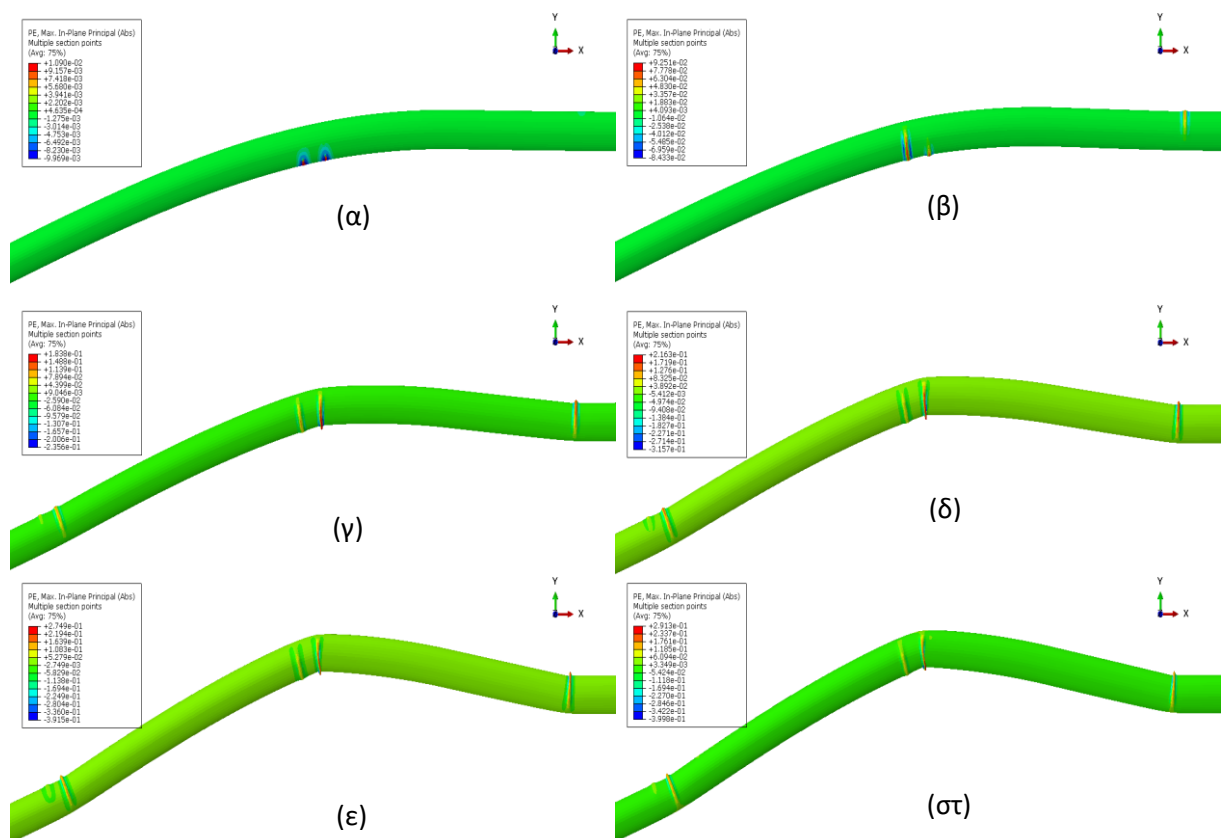 PE, Max. In-Plane Principal (Abs)
Multiple section points
(Avg: 75%)
+1.090e-02
+9.157e-03
+7.418e-03
+5.680e-03
+3.941e-03
+2.202e-03
+4.635e-04
-1.275e-03
-3.014e-03
-4.753e-03
-6.492e-03
-8.230e-03
-9.969e-03
Y
X
(α)
PE, Max. In-Plane Principal (Abs)
Multiple section points
(Avg: 75%)
+9.251e-02
+7.778e-02
+6.304e-02
+4.830e-02
+3.357e-02
+1.883e-02
+4.093e-03
-1.064e-02
-2.538e-02
-4.012e-02
-5.485e-02
-6.959e-02
-8.433e-02
Y
X
(β)
PE, Max. In-Plane Principal (Abs)
Multiple section points
(Avg: 75%)
+1.838e-01
+1.488e-01
+1.139e-01
+7.894e-02
+4.399e-02
+9.046e-03
-2.590e-02
-6.084e-02
-9.579e-02
-1.307e-01
-1.657e-01
-2.006e-01
-2.356e-01
Y
X
(γ)
PE, Max. In-Plane Principal (Abs)
Multiple section points
(Avg: 75%)
+2.163e-01
+1.719e-01
+1.276e-01
+8.325e-02
+3.892e-02
-5.412e-03
-4.974e-02
-9.408e-02
-1.384e-01
-1.827e-01
-2.271e-01
-2.714e-01
-3.157e-01
Y
X
(δ)
PE, Max. In-Plane Principal (Abs)
Multiple section points
(Avg: 75%)
+2.749e-01
+2.194e-01
+1.639e-01
+1.083e-01
+5.279e-02
-2.749e-03
-5.829e-02
-1.138e-01
-1.694e-01
-2.249e-01
-2.804e-01
-3.360e-01
-3.915e-01
Y
X
(ε)
PE, Max. In-Plane Principal (Abs)
Multiple section points
(Avg: 75%)
+2.913e-01
+2.337e-01
+1.761e-01
+1.185e-01
+6.094e-02
+3.349e-03
-5.424e-02
-1.118e-01
-1.694e-01
-2.270e-01
-2.846e-01
-3.422e-01
-3.998e-01
Y
X
(στ)